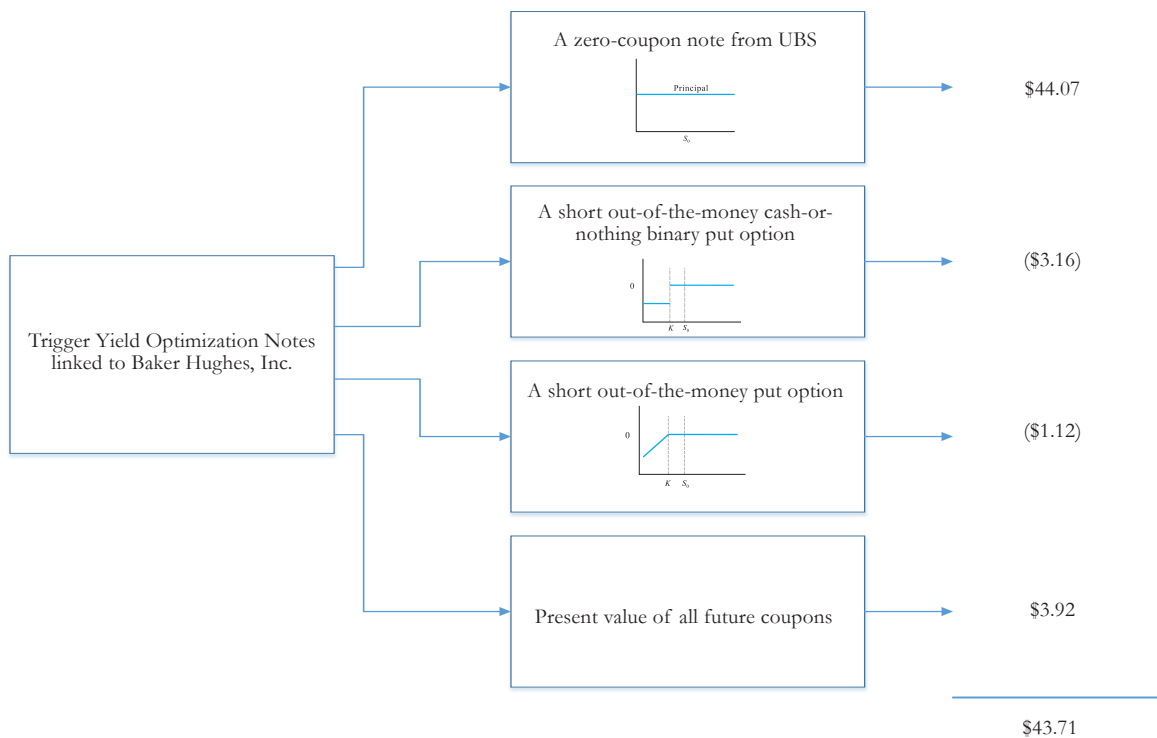 A zero-coupon note from UBS
Principal
S0
$44.07
A short out-of-the-money cash-or-
nothing binary put option
0
K S0
($3.16)
Trigger Yield Optimization Notes
linked to Baker Hughes, Inc.
A short out-of-the-money put option
0
K S0
($1.12)
Present value of all future coupons
$3.92
$43.71